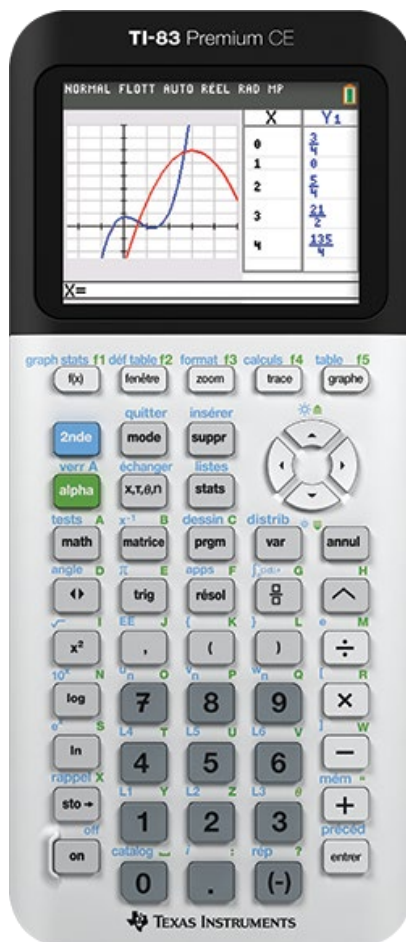 TI-83 Premium CE
NORMAL FLOTT AUTO RÉEL RAD MP
X Y1
0 3/4
1 0
2 5/4
3 21/2
4 135/4
X=
graph stats f1 déf table f2 format f3 calculs f4 table f5
f(x) fenêtre zoom trace graphe
quitter insérer
2nde mode suppr
verr A échanger listes
alpha x,τ,θ,n stats
tests A x⁻¹ B dessin C distrib
math matrice prgm var annul
angle D π E apps F G H
trig résol
√ I EE J { K } L e M
x² , ( ) ÷
10ˣ N uₙ O vₙ P wₙ Q [ R
log 7 8 9 ×
eˣ S L4 T L5 U L6 V ] W
ln 4 5 6 −
rappel X L1 Y L2 Z L3 θ mém "
sto→ 1 2 3 +
off catalog i : rép ? précéd
on 0 . (-) entrer
TEXAS INSTRUMENTS